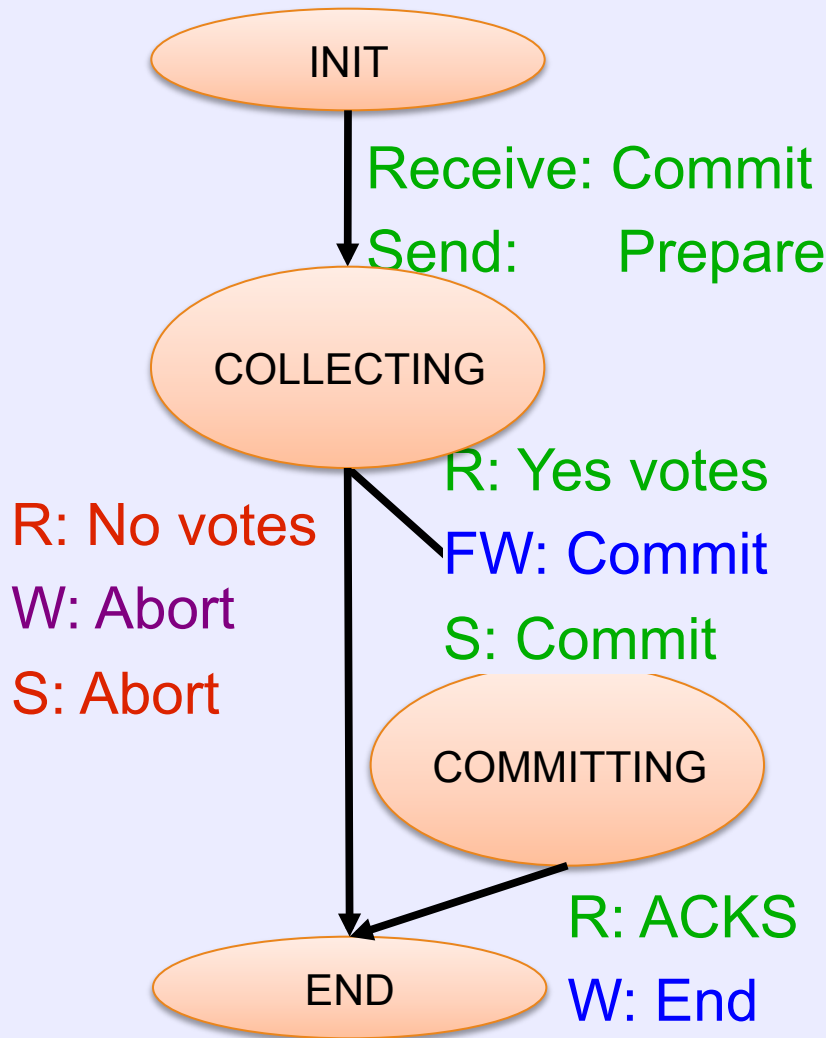 INIT
Receive: Commit
Send: Prepare
COLLECTING
R: Yes votes
FW: Commit
S: Commit
R: No votes
W: Abort
S: Abort
COMMITTING
R: ACKS
W: End
END